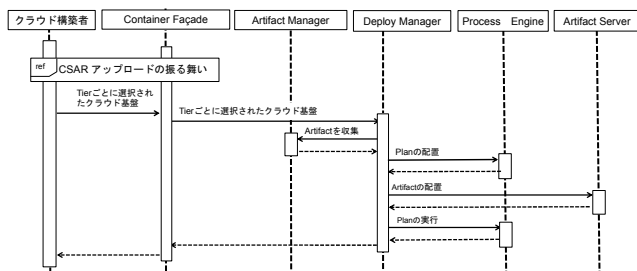 クラウド構築者
Container Façade
Artifact Manager
Deploy Manager
Process Engine
Artifact Server
ref
CSAR アップロードの振る舞い
Tierごとに選択され
たクラウド基盤
Tierごとに選択されたクラウド基盤
Artifactを収集
Planの配置
Artifactの配置
Planの実行